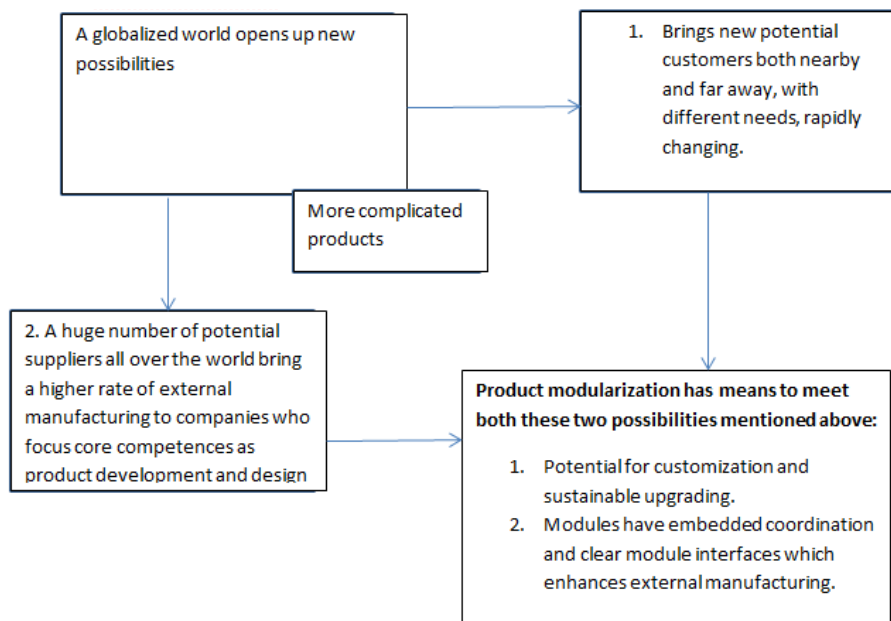 A globalized world opens up new
possibilities
1. Brings new potential
customers both nearby
and far away, with
different needs, rapidly
changing.
More complicated
products
2. A huge number of potential
suppliers all over the world bring
a higher rate of external
manufacturing to companies who
focus core competences as
product development and design
Product modularization has means to meet
both these two possibilities mentioned above:
1. Potential for customization and
sustainable upgrading.
2. Modules have embedded coordination
and clear module interfaces which
enhances external manufacturing.